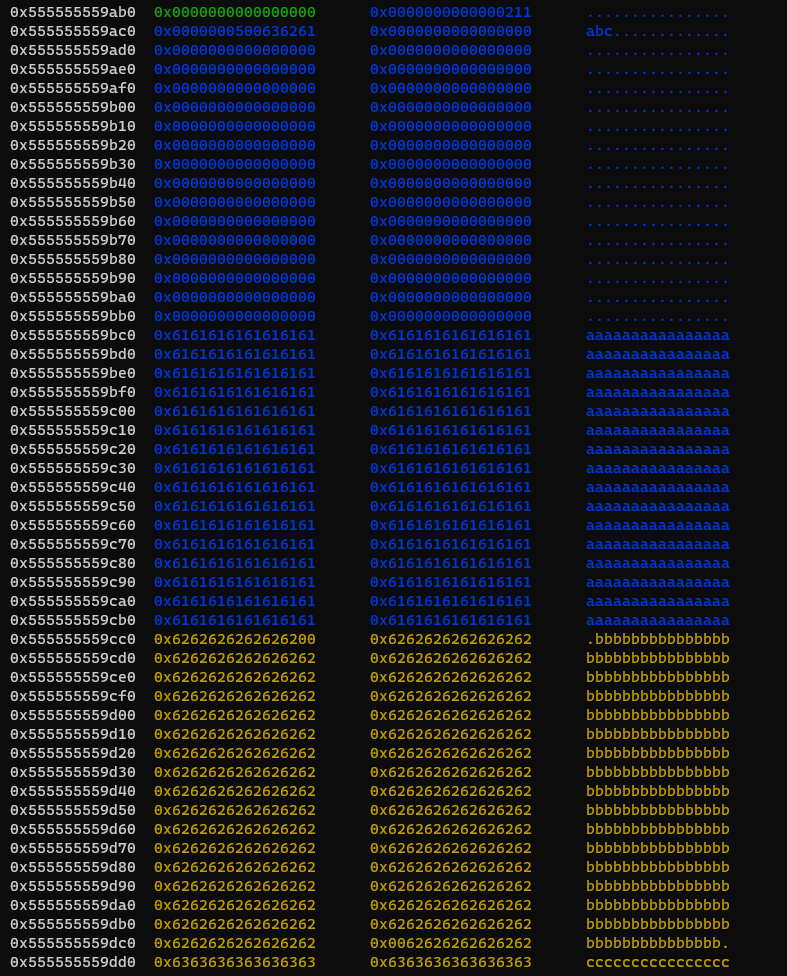 0x555555559ab0 0x0000000000000000 0x0000000000000211 ................
0x555555559ac0 0x0000000500636261 0x0000000000000000 abc.............
0x555555559ad0 0x0000000000000000 0x0000000000000000 ................
0x555555559ae0 0x0000000000000000 0x0000000000000000 ................
0x555555559af0 0x0000000000000000 0x0000000000000000 ................
0x555555559b00 0x0000000000000000 0x0000000000000000 ................
0x555555559b10 0x0000000000000000 0x0000000000000000 ................
0x555555559b20 0x0000000000000000 0x0000000000000000 ................
0x555555559b30 0x0000000000000000 0x0000000000000000 ................
0x555555559b40 0x0000000000000000 0x0000000000000000 ................
0x555555559b50 0x0000000000000000 0x0000000000000000 ................
0x555555559b60 0x0000000000000000 0x0000000000000000 ................
0x555555559b70 0x0000000000000000 0x0000000000000000 ................
0x555555559b80 0x0000000000000000 0x0000000000000000 ................
0x555555559b90 0x0000000000000000 0x0000000000000000 ................
0x555555559ba0 0x0000000000000000 0x0000000000000000 ................
0x555555559bb0 0x0000000000000000 0x0000000000000000 ................
0x555555559bc0 0x6161616161616161 0x6161616161616161 aaaaaaaaaaaaaaaa
0x555555559bd0 0x6161616161616161 0x6161616161616161 aaaaaaaaaaaaaaaa
0x555555559be0 0x6161616161616161 0x6161616161616161 aaaaaaaaaaaaaaaa
0x555555559bf0 0x6161616161616161 0x6161616161616161 aaaaaaaaaaaaaaaa
0x555555559c00 0x6161616161616161 0x6161616161616161 aaaaaaaaaaaaaaaa
0x555555559c10 0x6161616161616161 0x6161616161616161 aaaaaaaaaaaaaaaa
0x555555559c20 0x6161616161616161 0x6161616161616161 aaaaaaaaaaaaaaaa
0x555555559c30 0x6161616161616161 0x6161616161616161 aaaaaaaaaaaaaaaa
0x555555559c40 0x6161616161616161 0x6161616161616161 aaaaaaaaaaaaaaaa
0x555555559c50 0x6161616161616161 0x6161616161616161 aaaaaaaaaaaaaaaa
0x555555559c60 0x6161616161616161 0x6161616161616161 aaaaaaaaaaaaaaaa
0x555555559c70 0x6161616161616161 0x6161616161616161 aaaaaaaaaaaaaaaa
0x555555559c80 0x6161616161616161 0x6161616161616161 aaaaaaaaaaaaaaaa
0x555555559c90 0x6161616161616161 0x6161616161616161 aaaaaaaaaaaaaaaa
0x555555559ca0 0x6161616161616161 0x6161616161616161 aaaaaaaaaaaaaaaa
0x555555559cb0 0x6161616161616161 0x6161616161616161 aaaaaaaaaaaaaaaa
0x555555559cc0 0x6262626262626200 0x6262626262626262 .bbbbbbbbbbbbbbb
0x555555559cd0 0x6262626262626262 0x6262626262626262 bbbbbbbbbbbbbbbb
0x555555559ce0 0x6262626262626262 0x6262626262626262 bbbbbbbbbbbbbbbb
0x555555559cf0 0x6262626262626262 0x6262626262626262 bbbbbbbbbbbbbbbb
0x555555559d00 0x6262626262626262 0x6262626262626262 bbbbbbbbbbbbbbbb
0x555555559d10 0x6262626262626262 0x6262626262626262 bbbbbbbbbbbbbbbb
0x555555559d20 0x6262626262626262 0x6262626262626262 bbbbbbbbbbbbbbbb
0x555555559d30 0x6262626262626262 0x6262626262626262 bbbbbbbbbbbbbbbb
0x555555559d40 0x6262626262626262 0x6262626262626262 bbbbbbbbbbbbbbbb
0x555555559d50 0x6262626262626262 0x6262626262626262 bbbbbbbbbbbbbbbb
0x555555559d60 0x6262626262626262 0x6262626262626262 bbbbbbbbbbbbbbbb
0x555555559d70 0x6262626262626262 0x6262626262626262 bbbbbbbbbbbbbbbb
0x555555559d80 0x6262626262626262 0x6262626262626262 bbbbbbbbbbbbbbbb
0x555555559d90 0x6262626262626262 0x6262626262626262 bbbbbbbbbbbbbbbb
0x555555559da0 0x6262626262626262 0x6262626262626262 bbbbbbbbbbbbbbbb
0x555555559db0 0x6262626262626262 0x6262626262626262 bbbbbbbbbbbbbbbb
0x555555559dc0 0x6262626262626262 0x0062626262626262 bbbbbbbbbbbbbbb.
0x555555559dd0 0x6363636363636363 0x6363636363636363 cccccccccccccccc